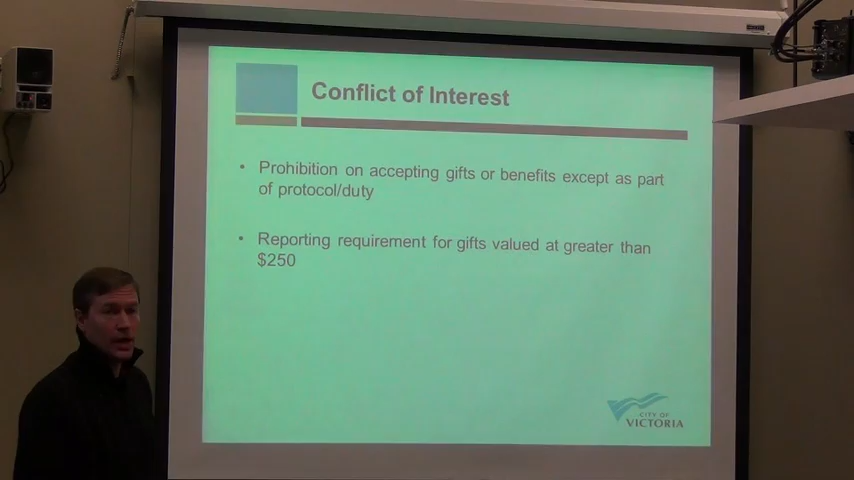 Conflict of Interest
• Prohibition on accepting gifts or benefits except as part
of protocol/duty
• Reporting requirement for gifts valued at greater than
$250
CITY OF
VICTORIA